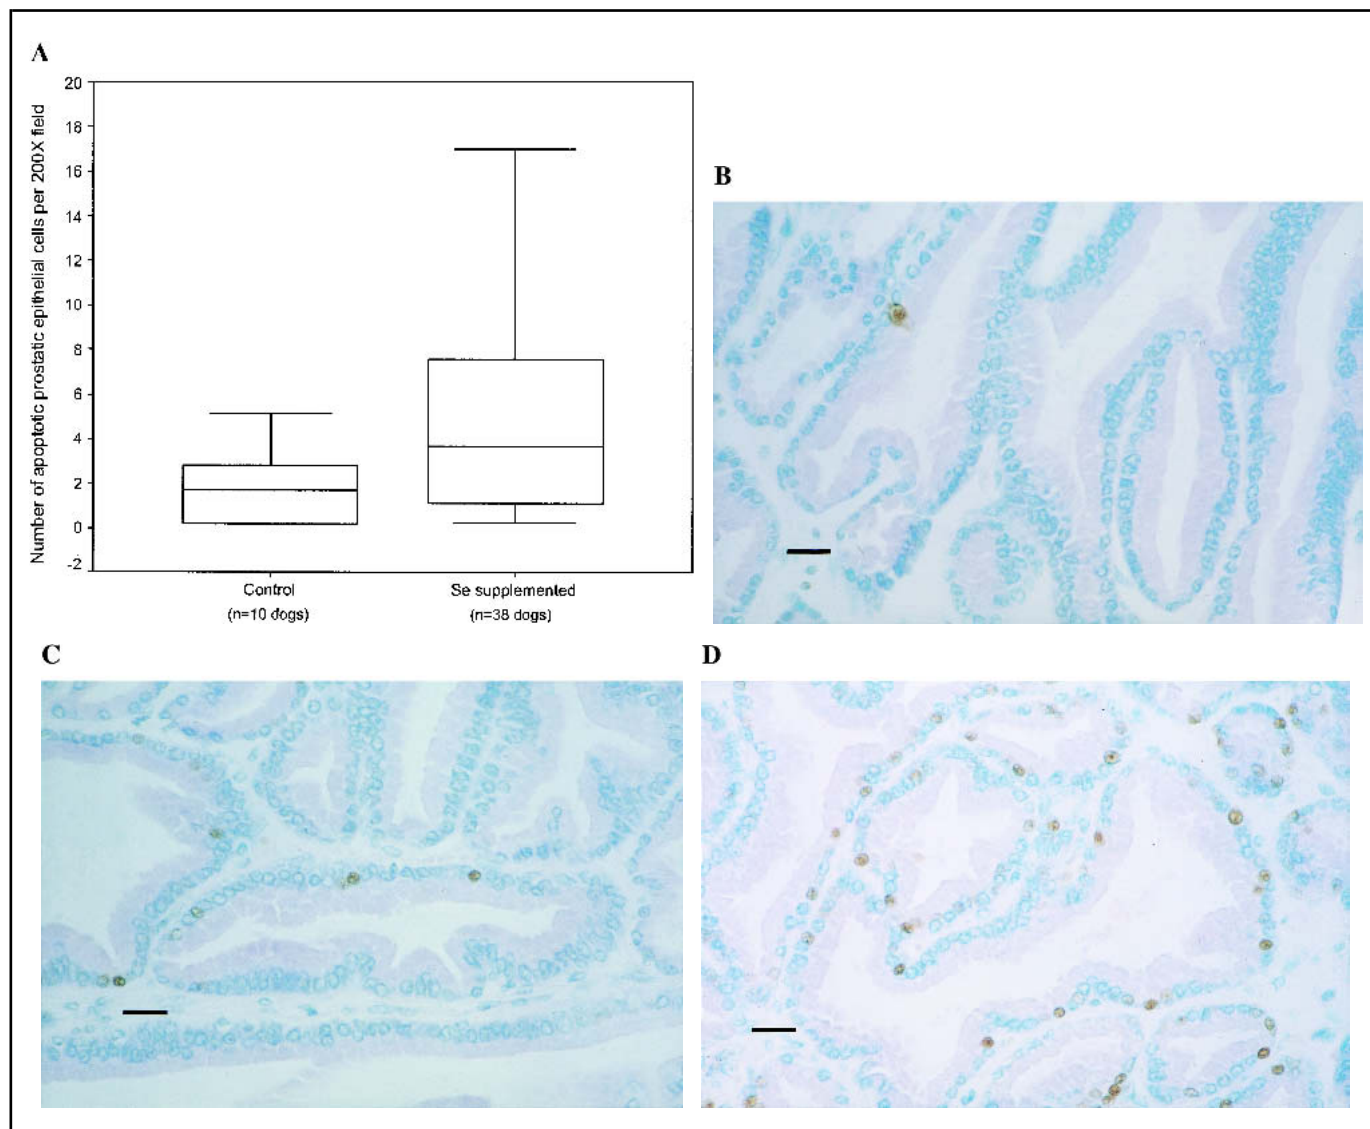 A
Number of apoptotic prostatic epithelial cells per 200X field
20
18
16
14
12
10
8
6
4
2
0
-2
Control
(n=10 dogs)
Se supplemented
(n=38 dogs)
B
C
D